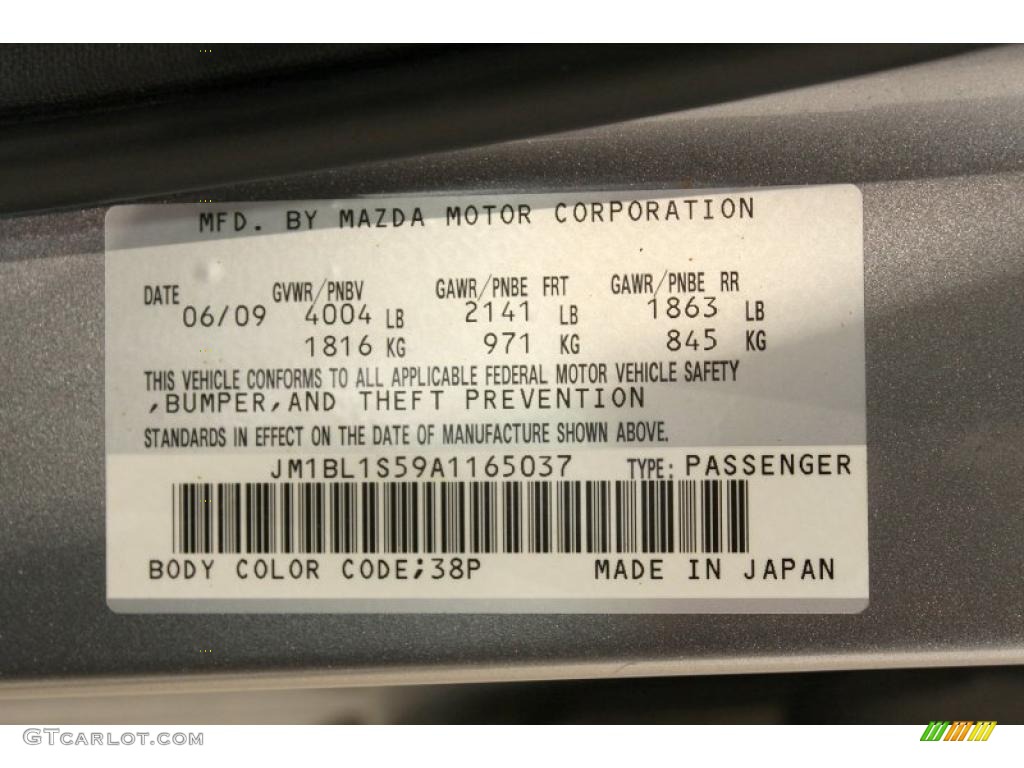 MFD. BY MAZDA MOTOR CORPORATION
DATE GVWR/PNBV GAWR/PNBE FRT GAWR/PNBE RR
06/09 4004 LB 2141 LB 1863 LB
1816 KG 971 KG 845 KG
THIS VEHICLE CONFORMS TO ALL APPLICABLE FEDERAL MOTOR VEHICLE SAFETY
,BUMPER,AND THEFT PREVENTION
STANDARDS IN EFFECT ON THE DATE OF MANUFACTURE SHOWN ABOVE.
JM1BL1S59A1165037 TYPE: PASSENGER
BODY COLOR CODE;38P MADE IN JAPAN
GTCARLOT.COM